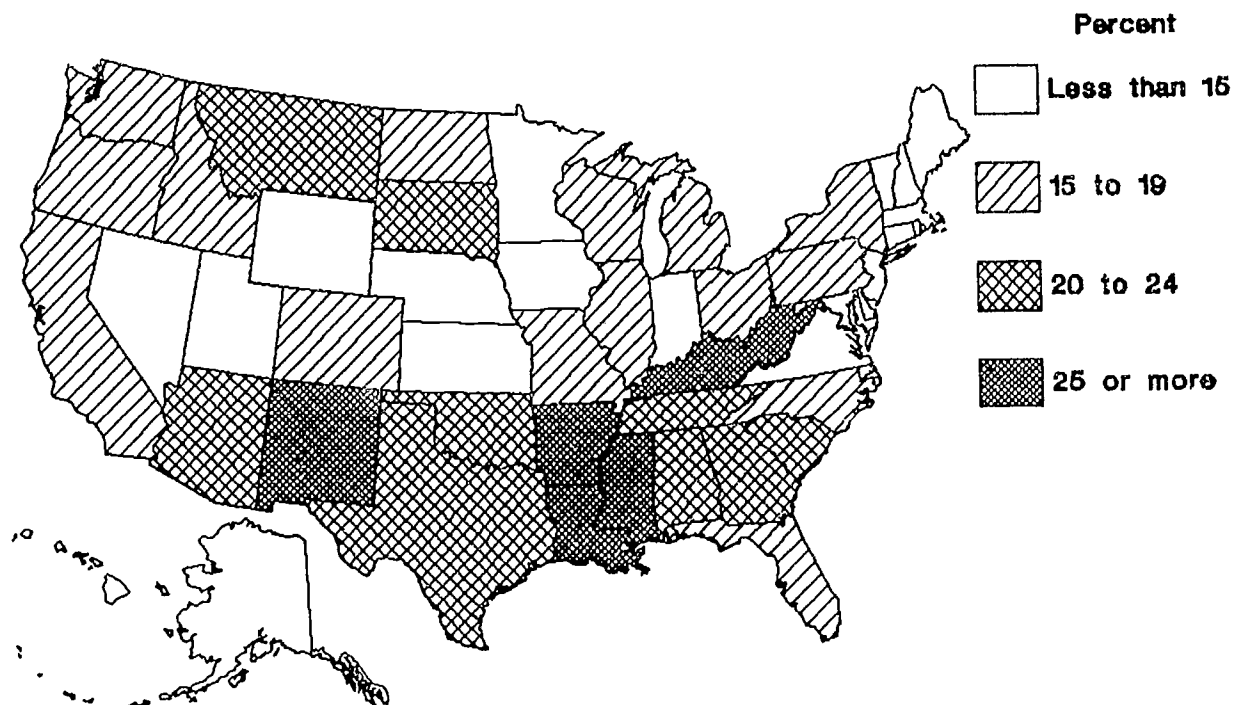 Percent
Less than 15
15 to 19
20 to 24
25 or more